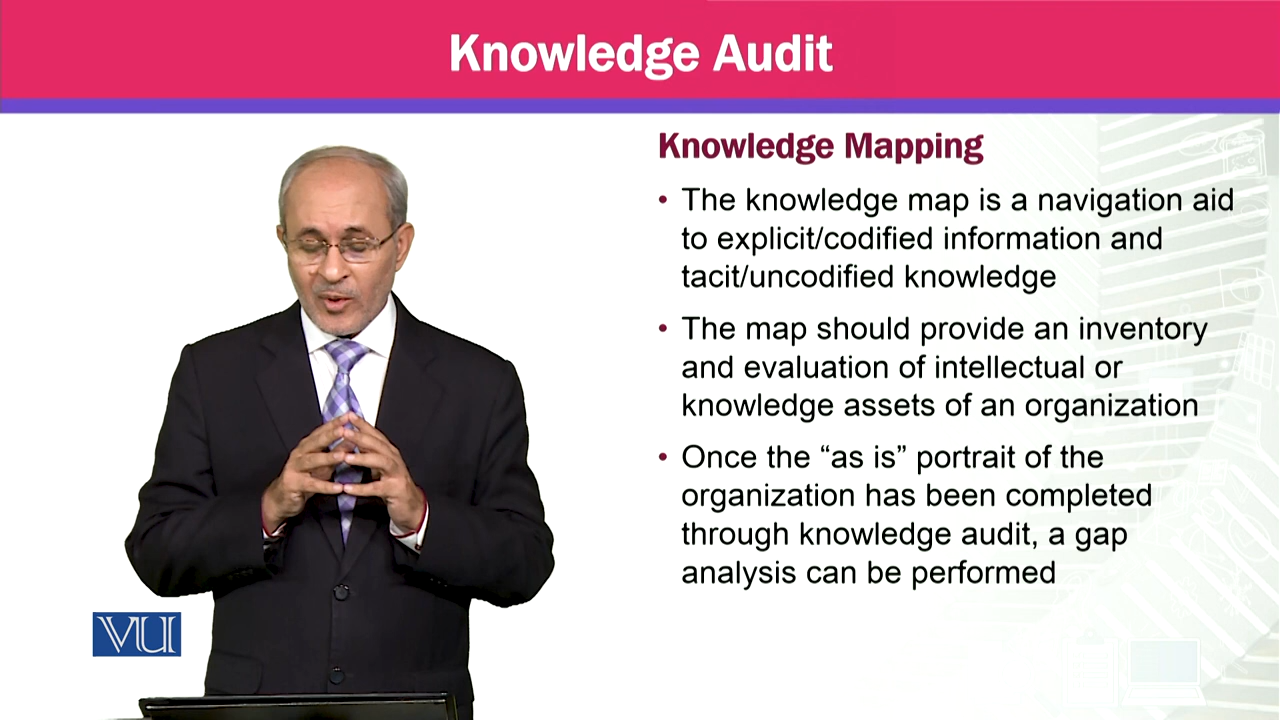 Knowledge Audit
Knowledge Mapping
• The knowledge map is a navigation aid
to explicit/codified information and
tacit/uncodified knowledge
• The map should provide an inventory
and evaluation of intellectual or
knowledge assets of an organization
• Once the “as is” portrait of the
organization has been completed
through knowledge audit, a gap
analysis can be performed
VU